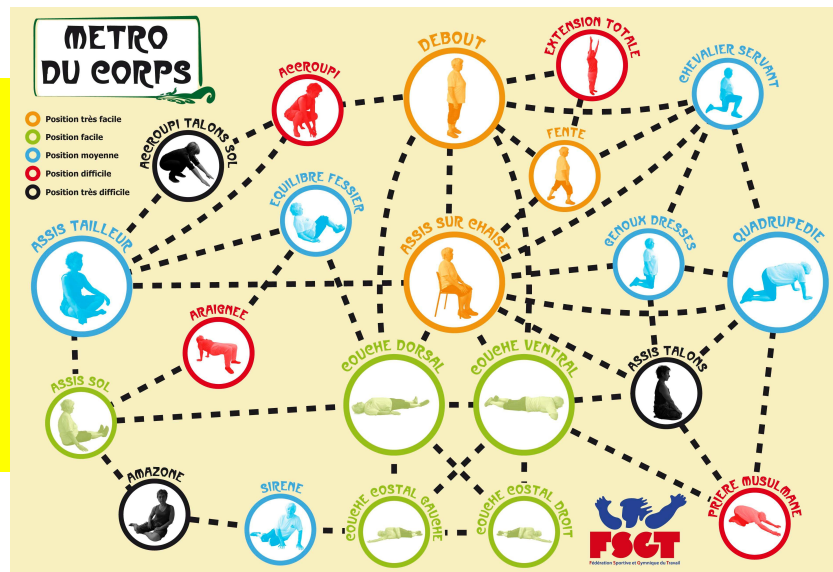 METRO
DU CORPS
Position très facile
Position facile
Position moyenne
Position difficile
Position très difficile
ACCROUPI
DEBOUT
EXTENSION TOTALE
CHEVALIER SERVANT
ACCROUPI TALONS SOL
FENTE
EQUILIBRE FESSIER
ASSIS TAILLEUR
ASSIS SUR CHAISE
GENOUX DRESSES
QUADRUPEDIE
ARAIGNEE
COUCHE DORSAL
COUCHE VENTRAL
ASSIS TALONS
ASSIS SOL
AMAZONE
SIRENE
COUCHE COSTAL GAUCHE
COUCHE COSTAL DROIT
PRIERE MUSULMANE
FSGT
Fédération Sportive et Gymnique du Travail